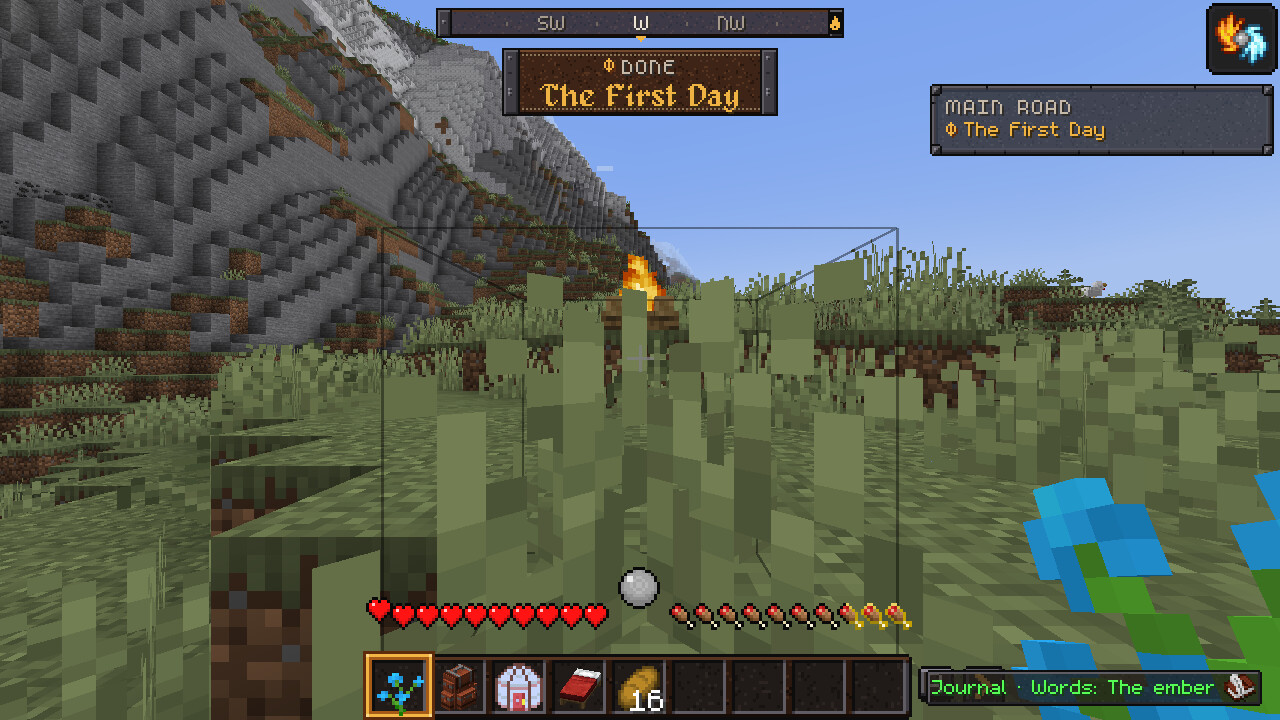 SW W NW
DONE
The First Day
MAIN ROAD
The First Day
16
Journal · Words: The ember